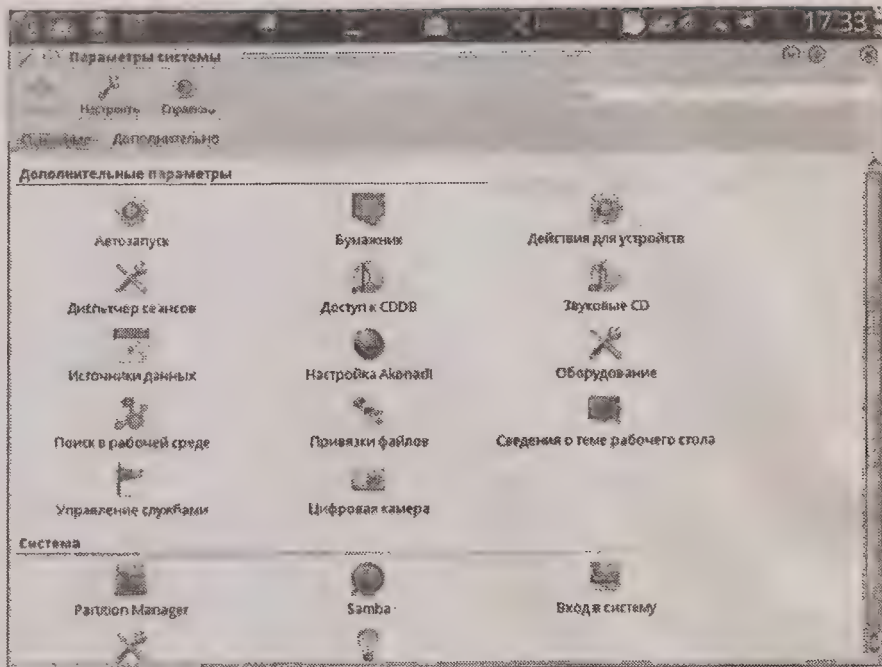 17:33
Параметры системы
Настроить Справка
Дополнительно
Дополнительные параметры
Автозапуск Бумажник Действия для устройств
Диспетчер сеансов Доступ к CDDB Звуковые CD
Источники данных Настройка Akonadi Оборудование
Поиск в рабочей среде Привязки файлов Сведения о теме рабочего стола
Управление службами Цифровая камера
Система
Partition Manager Samba Вход в систему